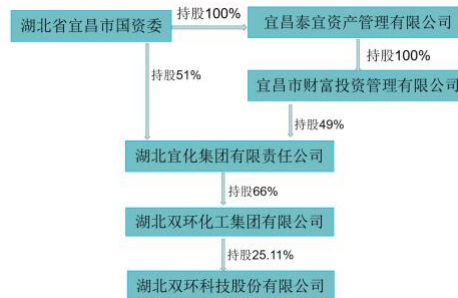 湖北省宜昌市国资委
持股100%
宜昌泰宜资产管理有限公司
持股100%
宜昌市财富投资管理有限公司
持股51%
持股49%
湖北宜化集团有限责任公司
持股66%
湖北双环化工集团有限公司
持股25.11%
湖北双环科技股份有限公司